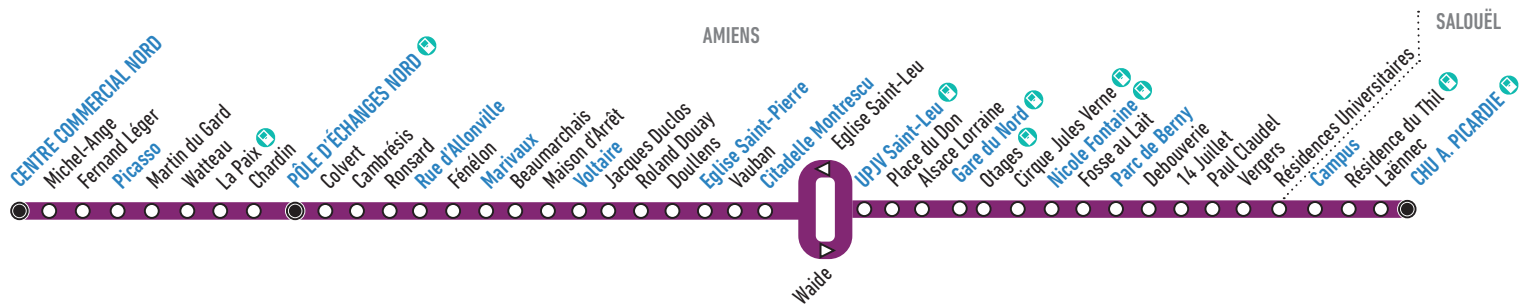 AMIENS
SALOUËL
CENTRE COMMERCIAL NORD
Michel-Ange
Fernand Léger
Picasso
Martin du Gard
Watteau
La Paix
Chardin
PÔLE D'ÉCHANGES NORD
Colvert
Cambrésis
Ronsard
Rue d'Allonville
Fénélon
Marivaux
Beaumarchais
Maison d'Arrêt
Voltaire
Jacques Duclos
Roland Douay
Doullens
Eglise Saint-Pierre
Vauban
Citadelle Montrescu
Eglise Saint-Leu
Waide
UPJV Saint-Leu
Place du Don
Alsace Lorraine
Gare du Nord
Otages
Cirque Jules Verne
Nicole Fontaine
Fosse au Lait
Parc de Berny
Debouverie
14 Juillet
Paul Claudel
Vergers
Résidences Universitaires
Campus
Résidence du Thil
Laënnec
CHU A. PICARDIE